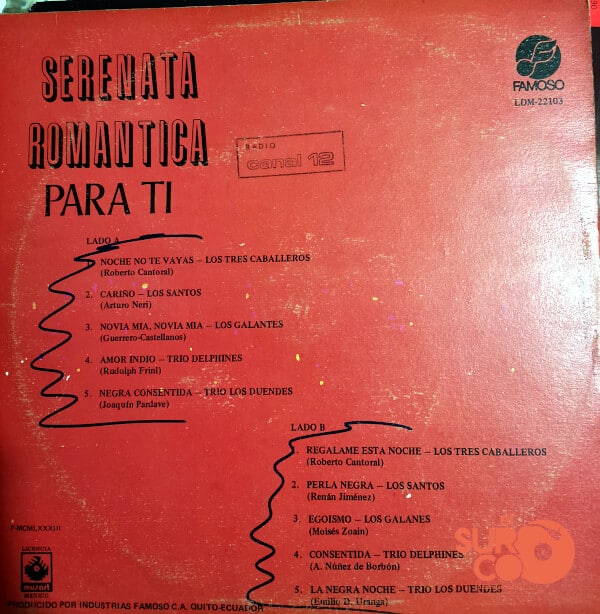 SERENATA
ROMANTICA
PARA TI
FAMOSO
LDM-22103
RADIO
canal 12
LADO A
1. NOCHE NO TE VAYAS — LOS TRES CABALLEROS
(Roberto Cantoral)
2. CARIÑO — LOS SANTOS
(Arturo Neri)
3. NOVIA MIA, NOVIA MIA — LOS GALANTES
(Guerrero-Castellanos)
4. AMOR INDIO — TRIO DELPHINES
(Rudolph Friml)
5. NEGRA CONSENTIDA — TRIO LOS DUENDES
(Joaquín Pardave)
LADO B
1. REGALAME ESTA NOCHE — LOS TRES CABALLEROS
(Roberto Cantoral)
2. PERLA NEGRA — LOS SANTOS
(Renán Jiménez)
3. EGOISMO — LOS GALANES
(Moisés Zoain)
4. CONSENTIDA — TRIO DELPHINES
(A. Núñez de Borbón)
5. LA NEGRA NOCHE — TRIO LOS DUENDES
(Emilio D. Uranga)
LICENCIA
musart
MEXICO
PRODUCIDO POR INDUSTRIAS FAMOSO C.A. QUITO-ECUADOR